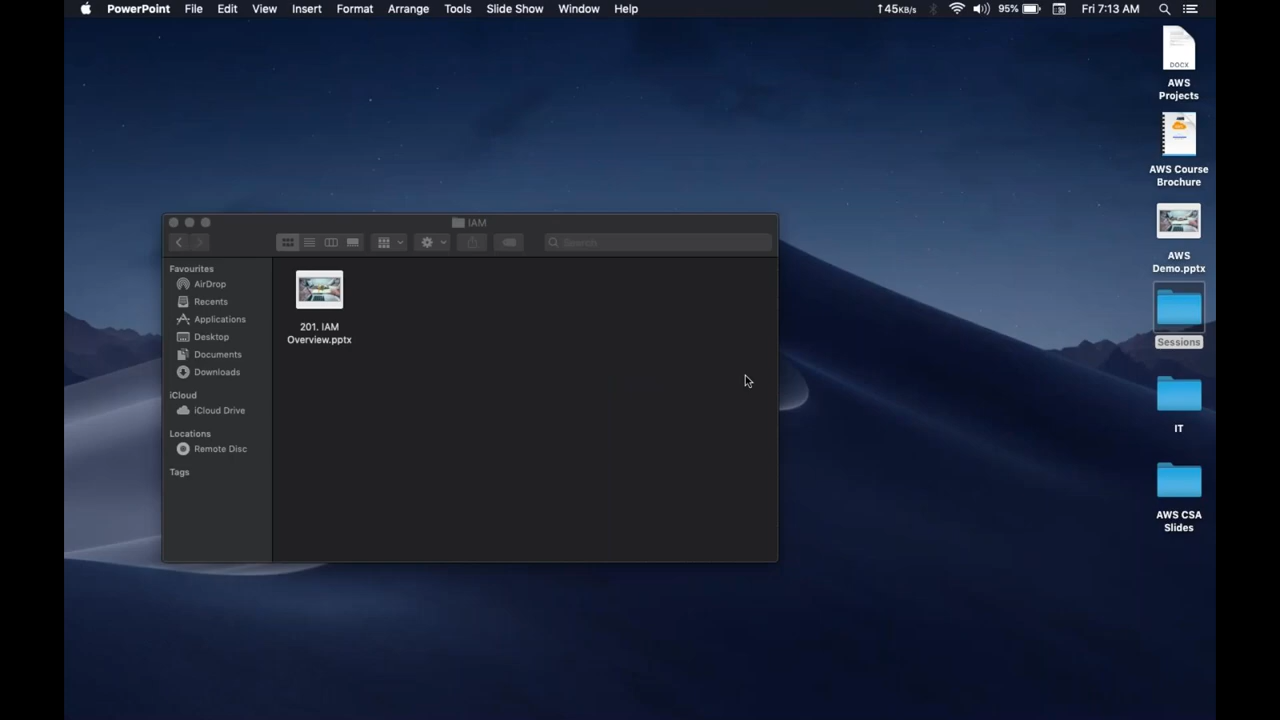 PowerPoint File Edit View Insert Format Arrange Tools Slide Show Window Help ↑45KB/s 95% Fri 7:13 AM
DOCX
AWS
Projects
AWS Course
Brochure
AWS
Demo.pptx
Sessions
IT
AWS CSA
Slides
IAM
Search
Favourites
AirDrop
Recents
Applications
Desktop
Documents
Downloads
iCloud
iCloud Drive
Locations
Remote Disc
Tags
201. IAM
Overview.pptx